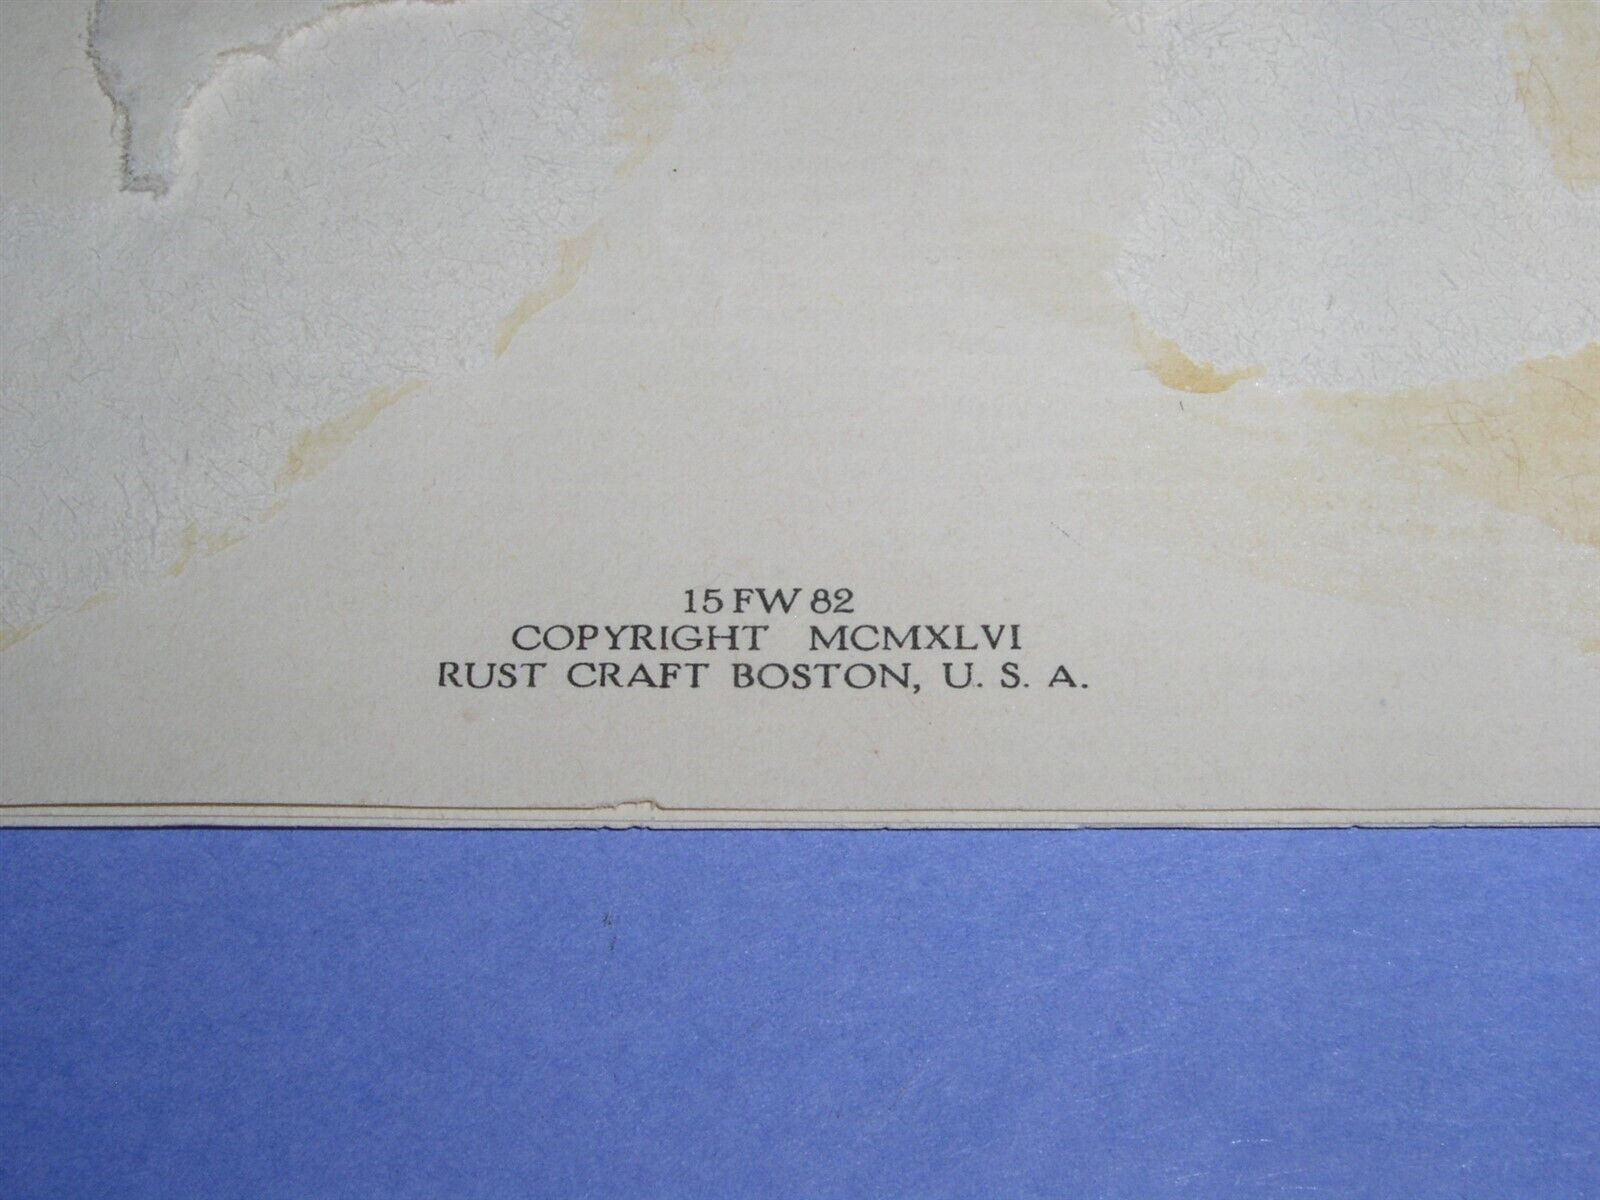 15 FW 82
COPYRIGHT MCMXLVI
RUST CRAFT BOSTON, U. S. A.